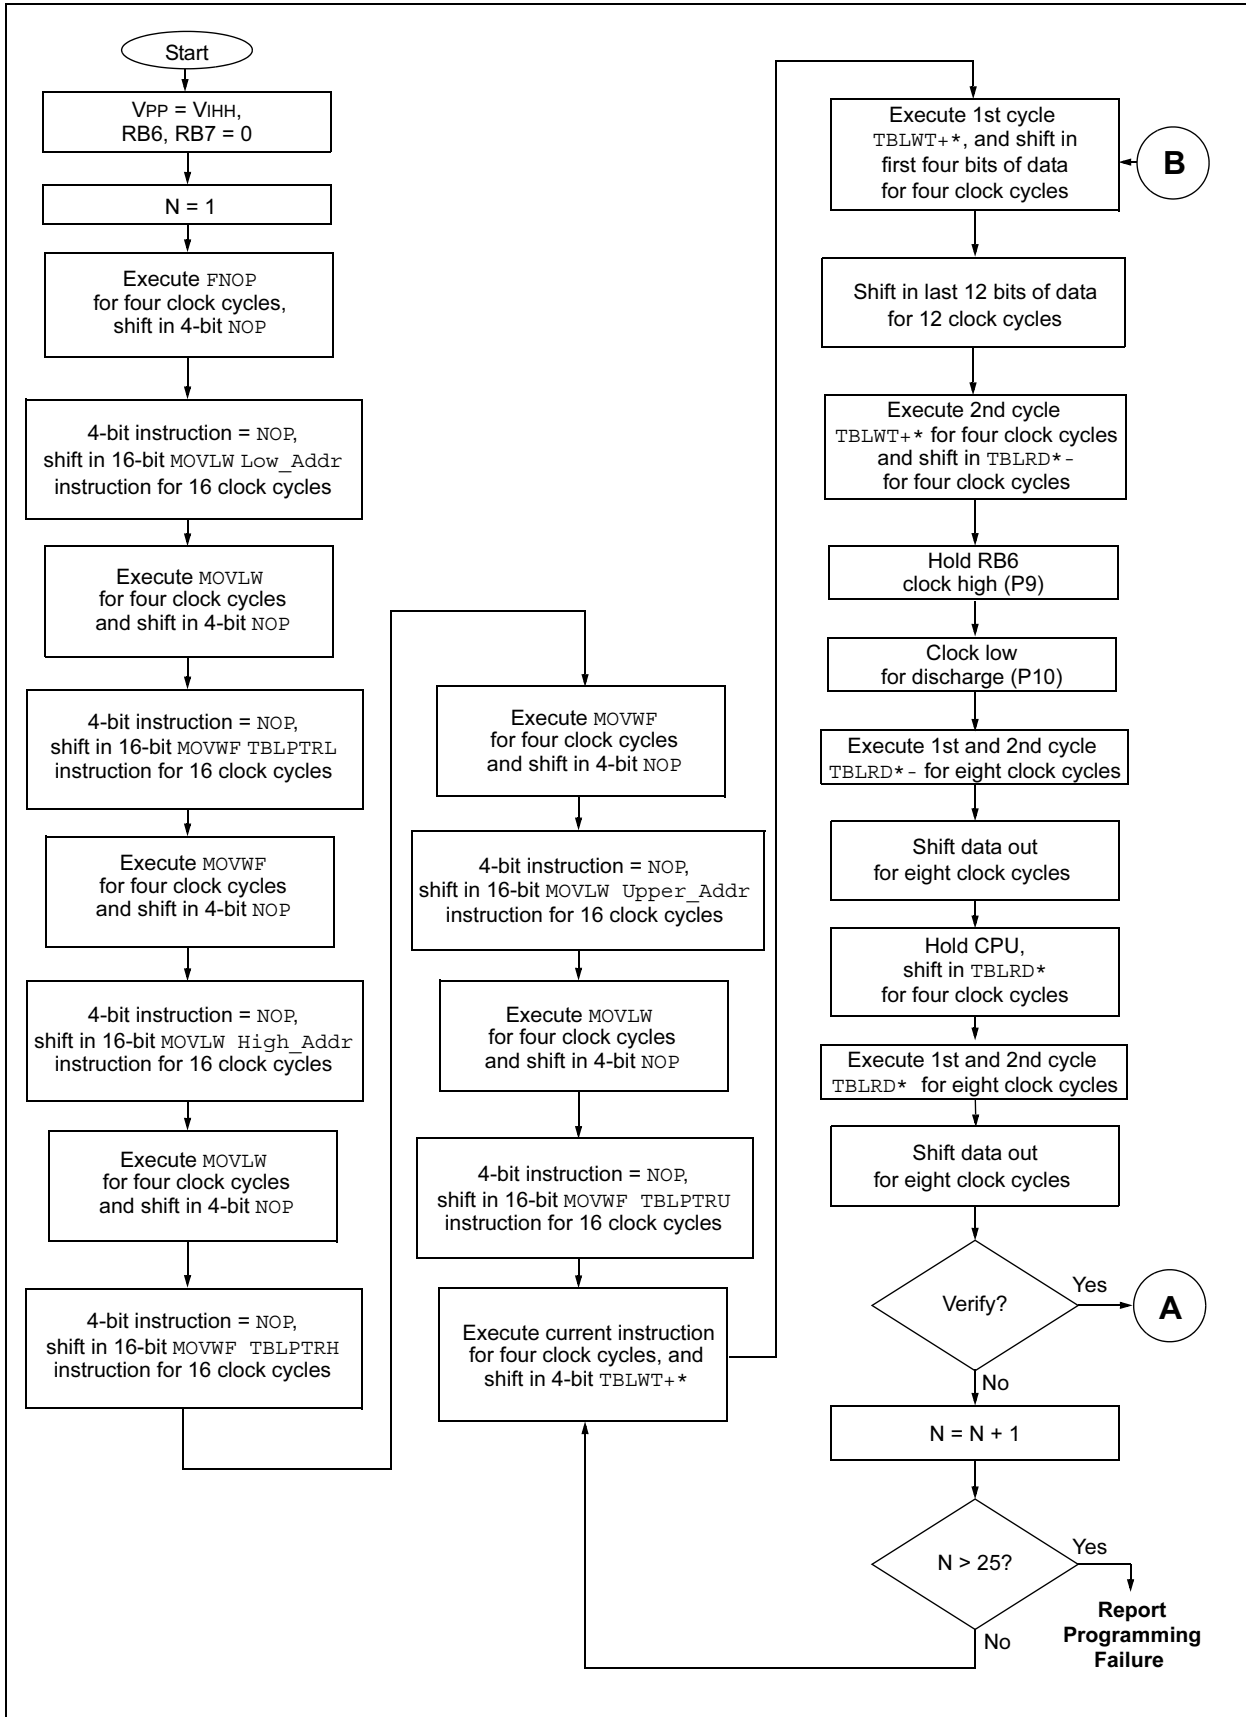 Start
VPP = VIHH,
RB6, RB7 = 0
N = 1
Execute FNOP
for four clock cycles,
shift in 4-bit NOP
4-bit instruction = NOP,
shift in 16-bit MOVLW Low_Addr
instruction for 16 clock cycles
Execute MOVLW
for four clock cycles
and shift in 4-bit NOP
4-bit instruction = NOP,
shift in 16-bit MOVWF TBLPTRL
instruction for 16 clock cycles
Execute MOVWF
for four clock cycles
and shift in 4-bit NOP
4-bit instruction = NOP,
shift in 16-bit MOVLW High_Addr
instruction for 16 clock cycles
Execute MOVLW
for four clock cycles
and shift in 4-bit NOP
4-bit instruction = NOP,
shift in 16-bit MOVWF TBLPTRH
instruction for 16 clock cycles
Execute MOVWF
for four clock cycles
and shift in 4-bit NOP
4-bit instruction = NOP,
shift in 16-bit MOVLW Upper_Addr
instruction for 16 clock cycles
Execute MOVLW
for four clock cycles
and shift in 4-bit NOP
4-bit instruction = NOP,
shift in 16-bit MOVWF TBLPTRU
instruction for 16 clock cycles
Execute current instruction
for four clock cycles, and
shift in 4-bit TBLWT+*
Execute 1st cycle
TBLWT+*, and shift in
first four bits of data
for four clock cycles
B
Shift in last 12 bits of data
for 12 clock cycles
Execute 2nd cycle
TBLWT+* for four clock cycles
and shift in TBLRD*-
for four clock cycles
Hold RB6
clock high (P9)
Clock low
for discharge (P10)
Execute 1st and 2nd cycle
TBLRD*- for eight clock cycles
Shift data out
for eight clock cycles
Hold CPU,
shift in TBLRD*
for four clock cycles
Execute 1st and 2nd cycle
TBLRD* for eight clock cycles
Shift data out
for eight clock cycles
Verify?
Yes
A
No
N = N + 1
N > 25?
Yes
Report
Programming
Failure
No